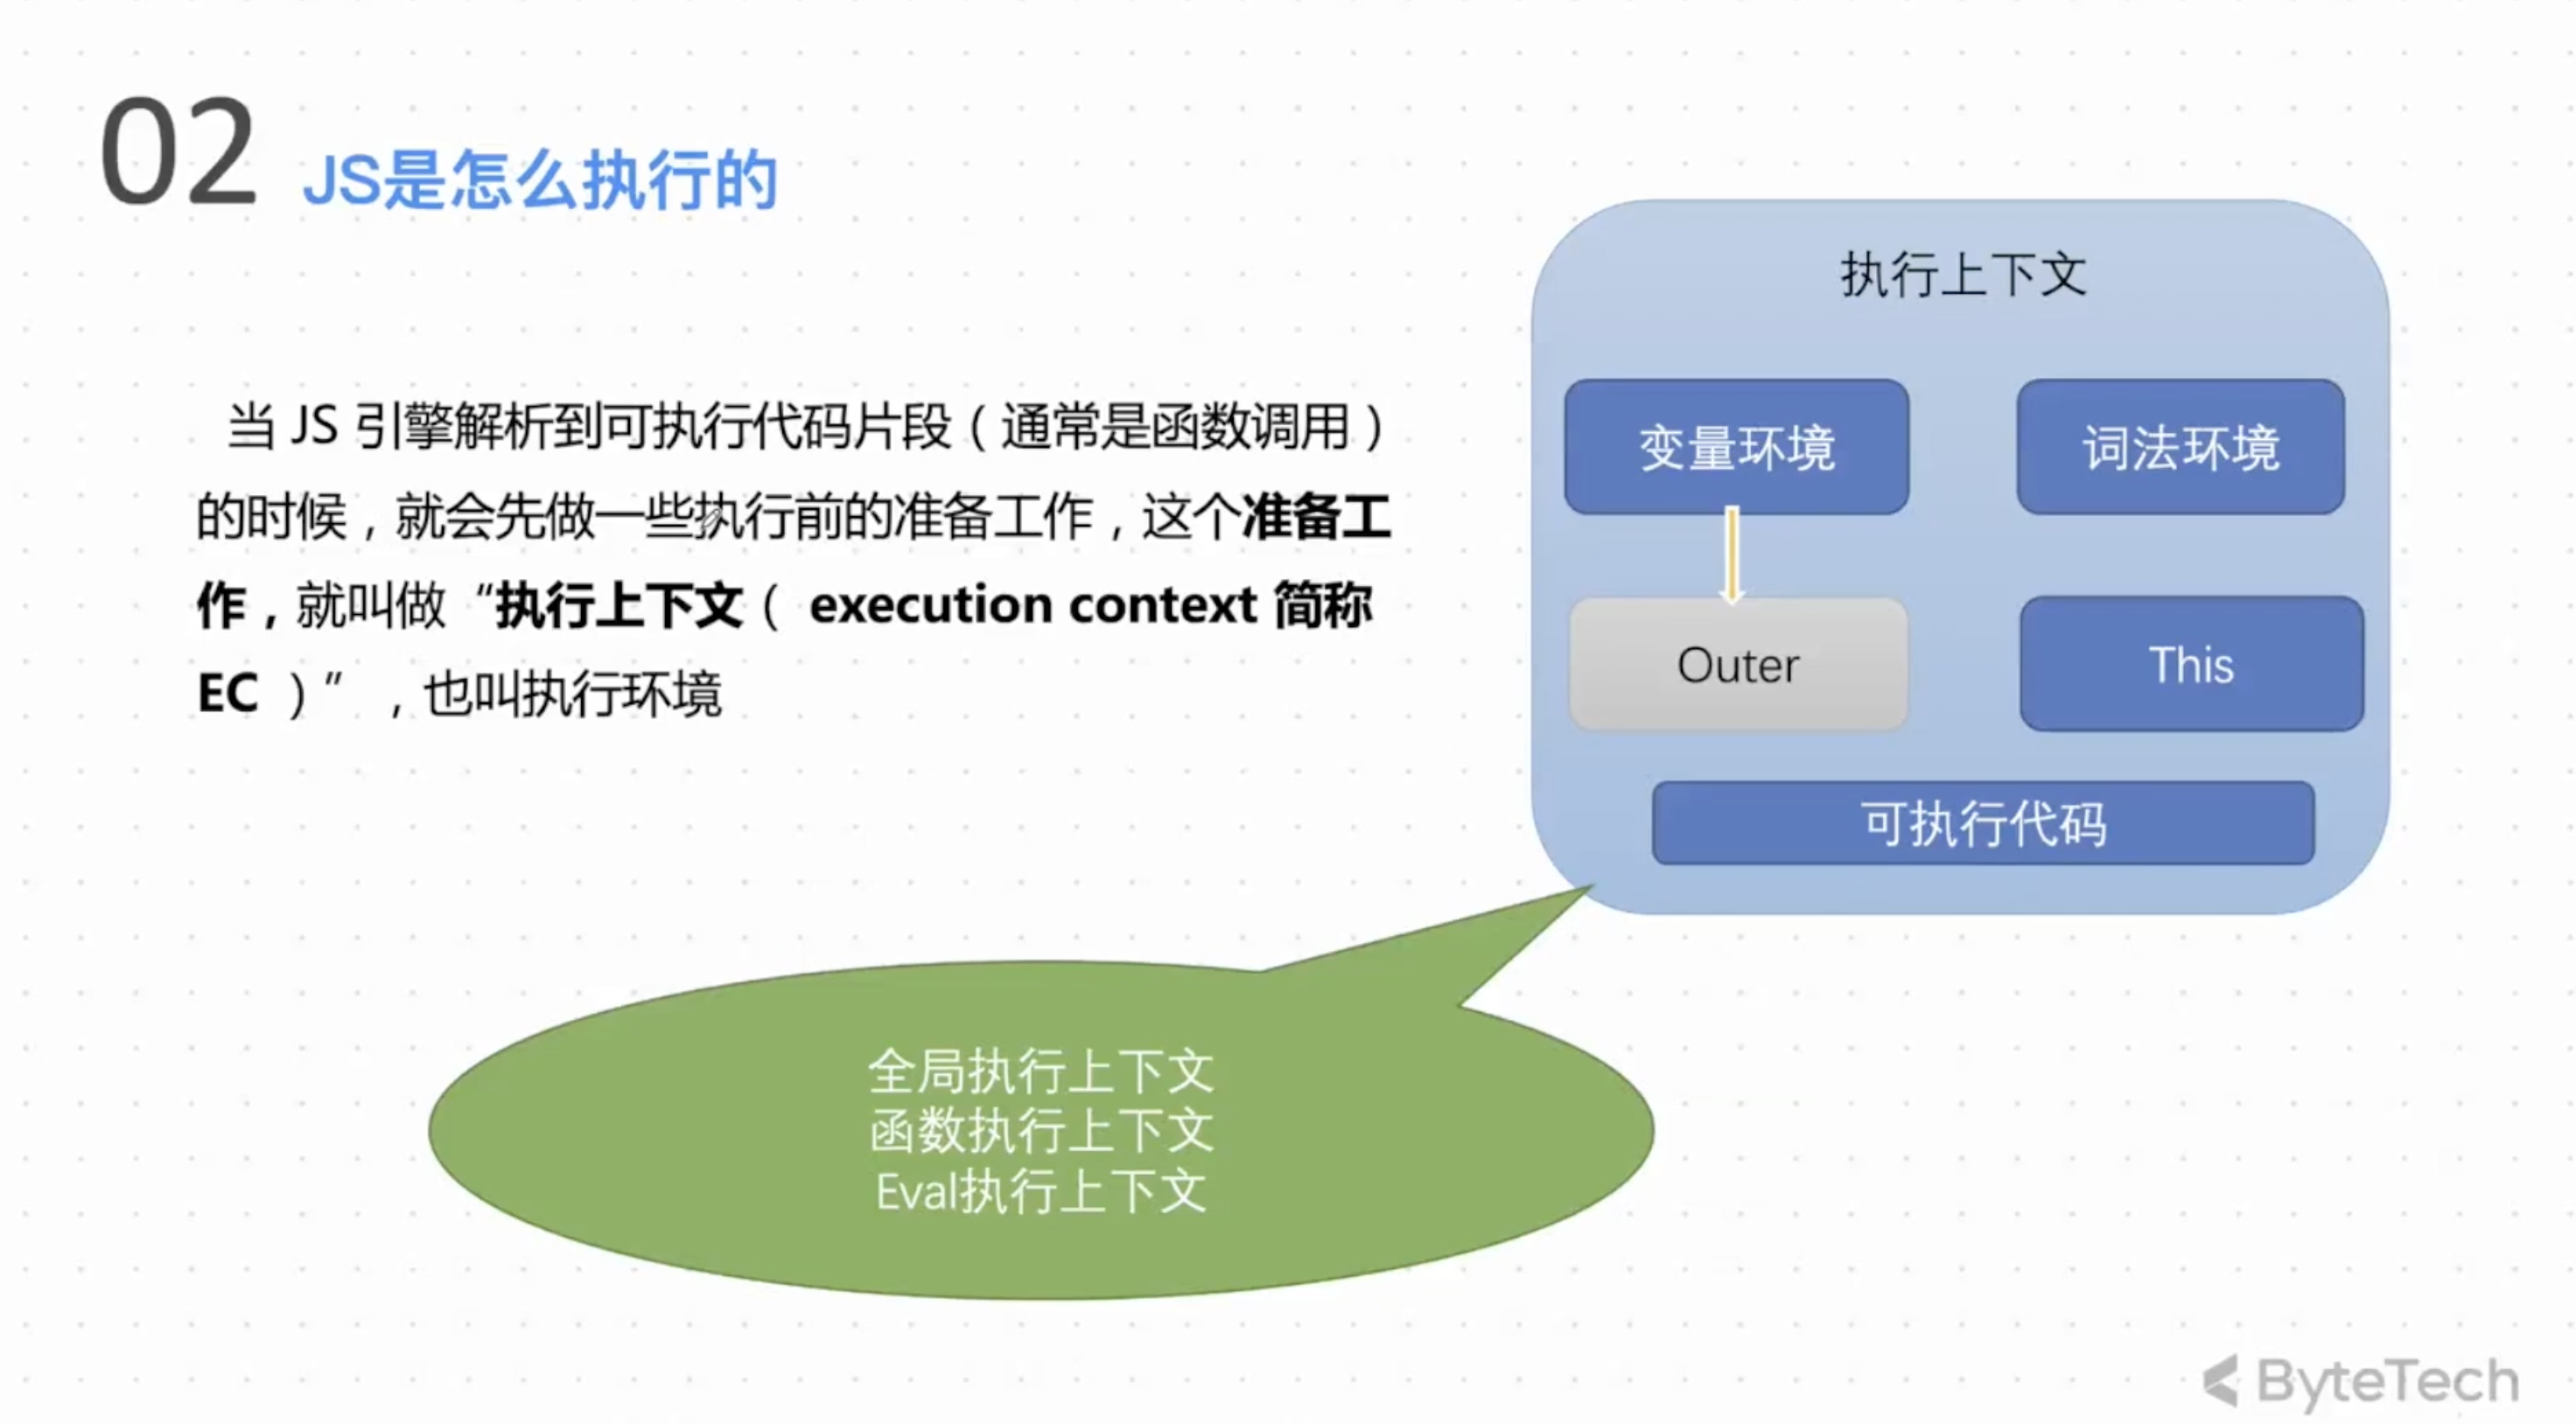 02 JS是怎么执行的
当 JS 引擎解析到可执行代码片段（通常是函数调用）
的时候，就会先做一些执行前的准备工作，这个准备工
作，就叫做“执行上下文（ execution context 简称
EC ）”，也叫执行环境
执行上下文
变量环境 词法环境
Outer This
可执行代码
全局执行上下文
函数执行上下文
Eval执行上下文
ByteTech